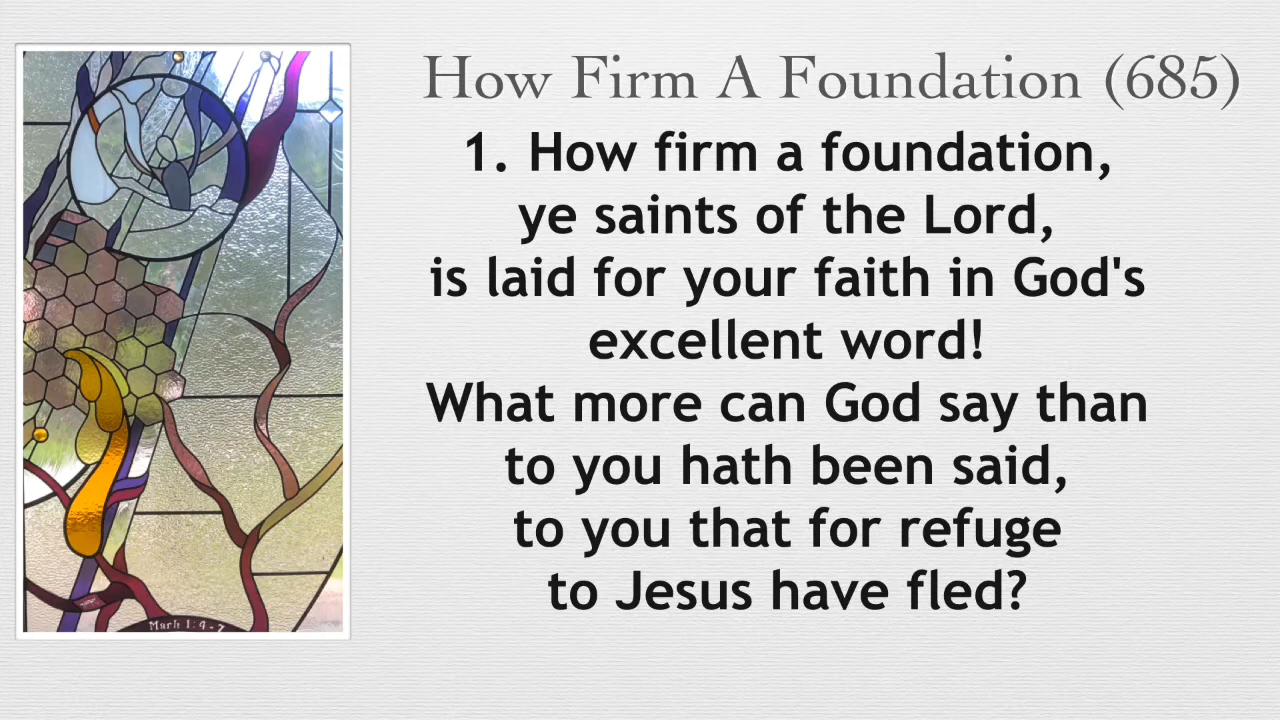 How Firm A Foundation (685)
1. How firm a foundation,
ye saints of the Lord,
is laid for your faith in God's
excellent word!
What more can God say than
to you hath been said,
to you that for refuge
to Jesus have fled?
Mark 1:4-7